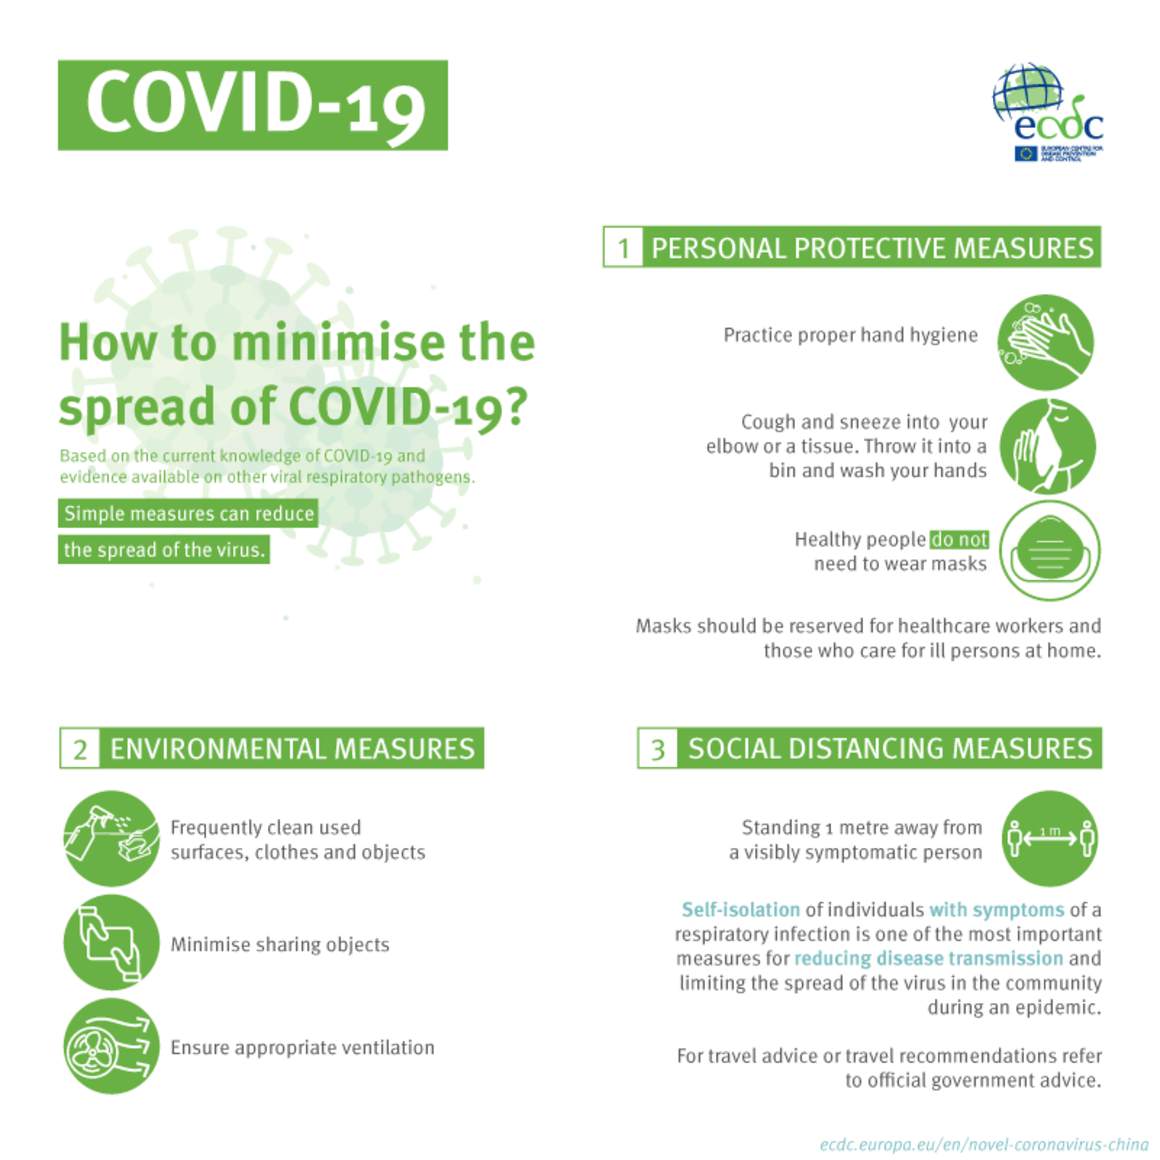 COVID-19
ecdc
EUROPEAN CENTRE FOR
DISEASE PREVENTION
AND CONTROL
How to minimise the
spread of COVID-19?
Based on the current knowledge of COVID-19 and
evidence available on other viral respiratory pathogens.
Simple measures can reduce
the spread of the virus.
1 PERSONAL PROTECTIVE MEASURES
Practice proper hand hygiene
Cough and sneeze into your
elbow or a tissue. Throw it into a
bin and wash your hands
Healthy people do not
need to wear masks
Masks should be reserved for healthcare workers and
those who care for ill persons at home.
2 ENVIRONMENTAL MEASURES
Frequently clean used
surfaces, clothes and objects
Minimise sharing objects
Ensure appropriate ventilation
3 SOCIAL DISTANCING MEASURES
Standing 1 metre away from
a visibly symptomatic person
1 m
Self-isolation of individuals with symptoms of a
respiratory infection is one of the most important
measures for reducing disease transmission and
limiting the spread of the virus in the community
during an epidemic.
For travel advice or travel recommendations refer
to official government advice.
ecdc.europa.eu/en/novel-coronavirus-china